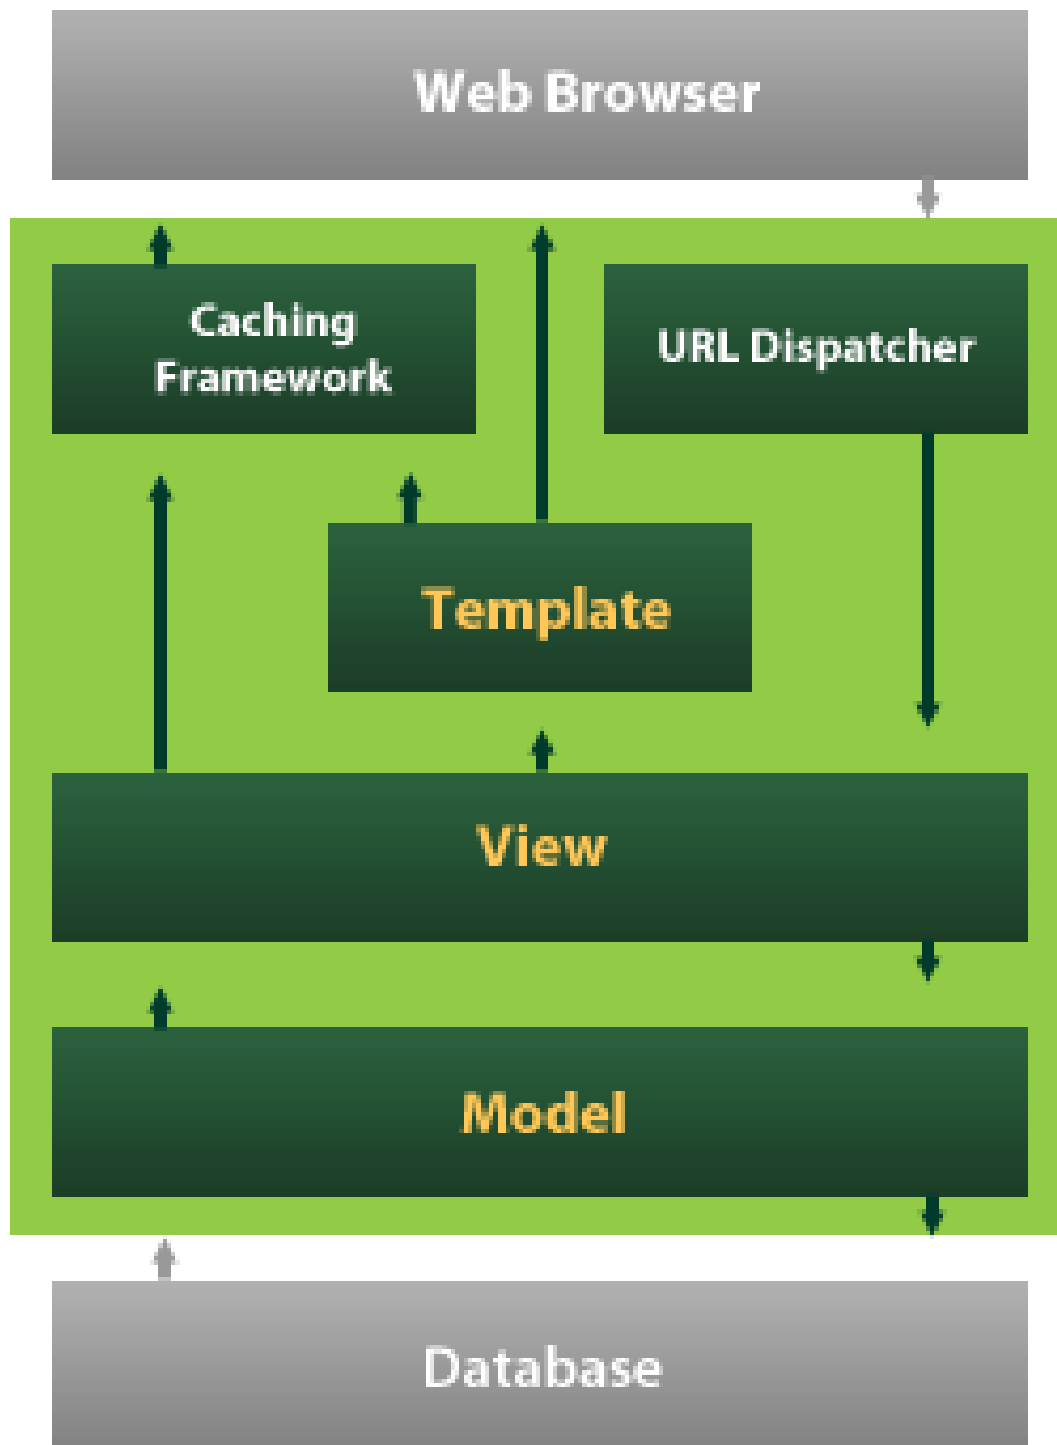 Web Browser
Caching
Framework
URL Dispatcher
Template
View
Model
Database